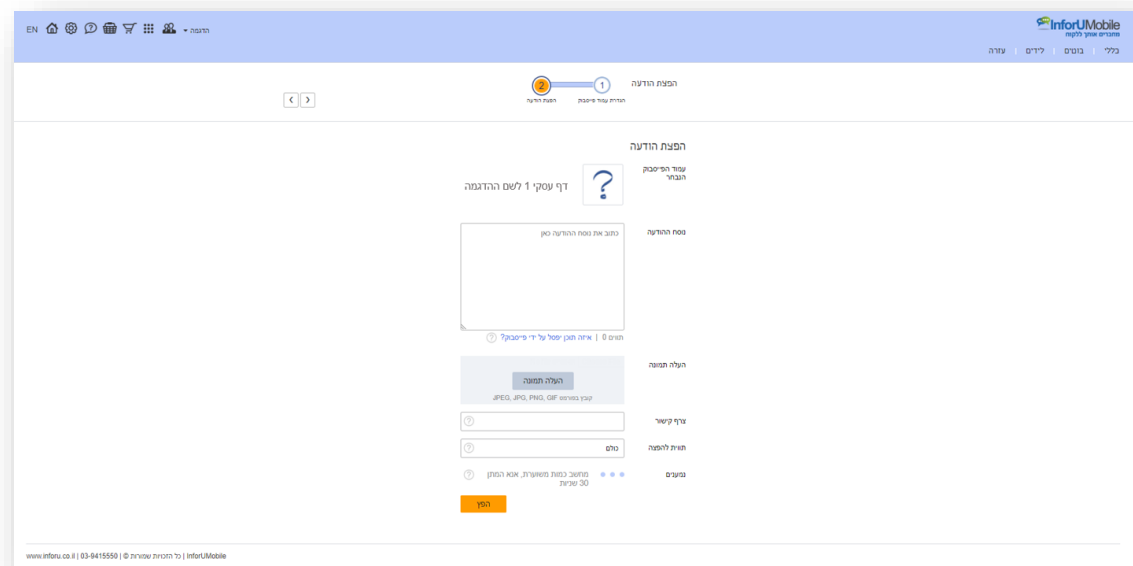 InforUMobile
מחברים אותך ללקוח
הדגמה
EN
כללי | בוטים | לידים | עזרה
הפצת הודעה
1
2
הגדרת עמוד פייסבוק
הפצת הודעה
הפצת הודעה
עמוד הפייסבוק
הנבחר
דף עסקי 1 לשם ההדגמה
נוסח ההודעה
כתוב את נוסח ההודעה כאן
תווים 0 | איזה תוכן יפסל על ידי פייסבוק?
העלה תמונה
העלה תמונה
קובץ בפורמט JPEG, JPG, PNG, GIF
צרף קישור
תווית להפצה
כולם
נמענים
מחשב כמות משוערת, אנא המתן
30 שניות
הפץ
InforUMobile | כל הזכויות שמורות © | 03-9415550 | www.inforu.co.il